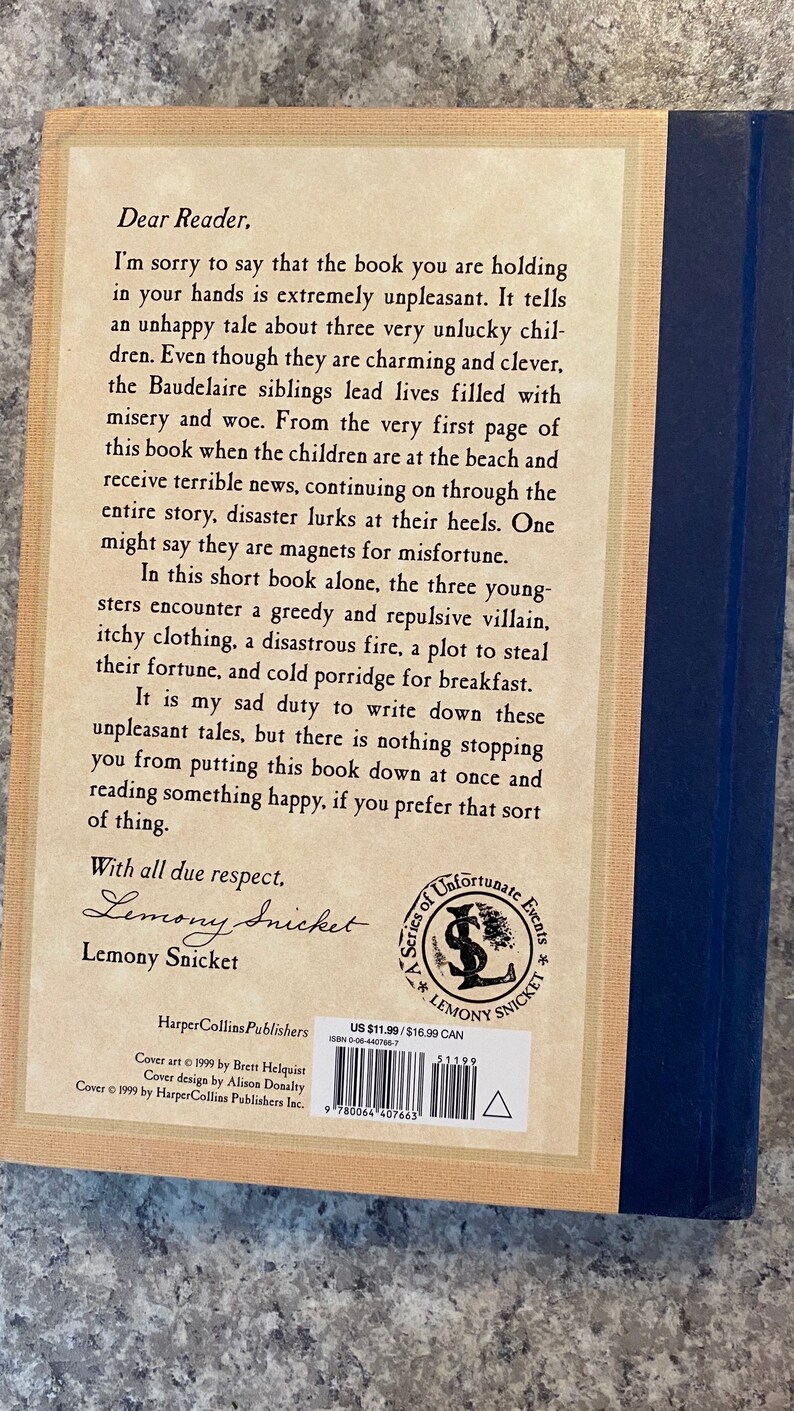 Dear Reader,
I'm sorry to say that the book you are holding
in your hands is extremely unpleasant. It tells
an unhappy tale about three very unlucky chil-
dren. Even though they are charming and clever,
the Baudelaire siblings lead lives filled with
misery and woe. From the very first page of
this book when the children are at the beach and
receive terrible news, continuing on through the
entire story, disaster lurks at their heels. One
might say they are magnets for misfortune.
In this short book alone, the three young-
sters encounter a greedy and repulsive villain,
itchy clothing, a disastrous fire, a plot to steal
their fortune, and cold porridge for breakfast.
It is my sad duty to write down these
unpleasant tales, but there is nothing stopping
you from putting this book down at once and
reading something happy, if you prefer that sort
of thing.
With all due respect,
Lemony Snicket
Lemony Snicket
* A Series of Unfortunate Events *
LEMONY SNICKET
LS
HarperCollinsPublishers
Cover art © 1999 by Brett Helquist
Cover design by Alison Donalty
Cover © 1999 by HarperCollins Publishers Inc.
US $11.99 / $16.99 CAN
ISBN 0-06-440766-7
51199
9 780064 407663